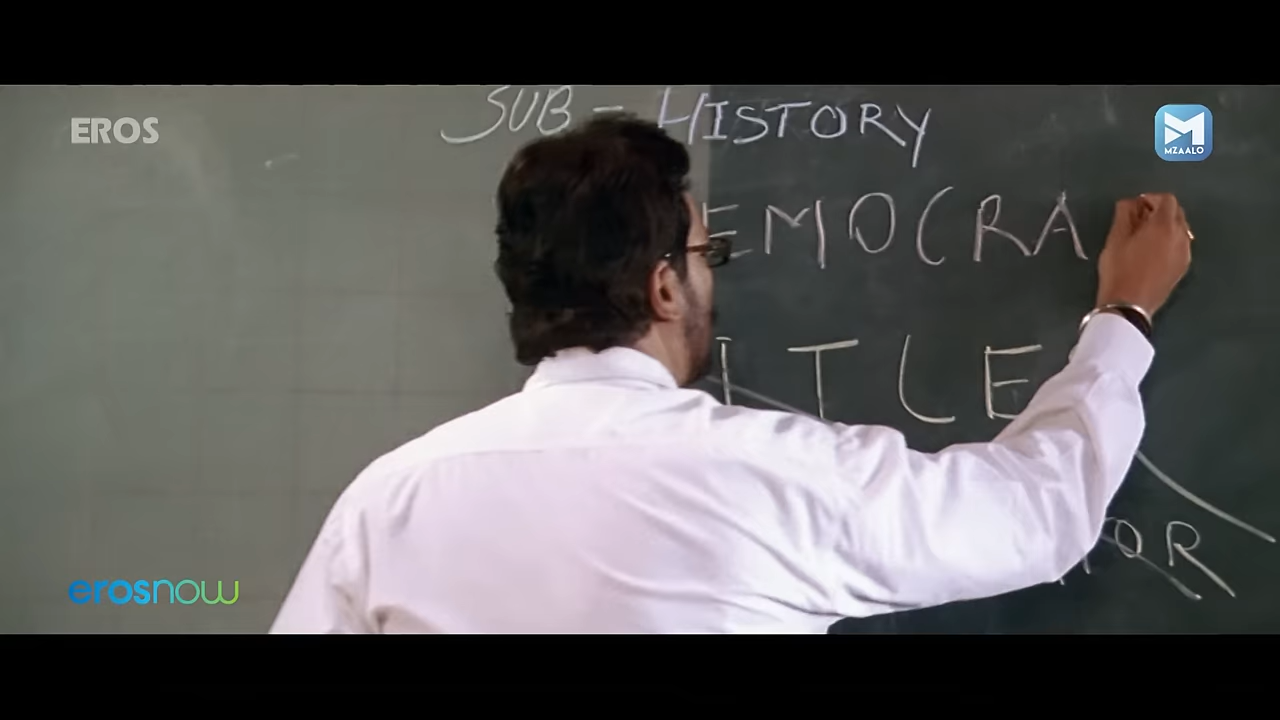 EROS
MZAALO
SUB - HISTORY
EMOCRA
ITLE
OR
erosnow